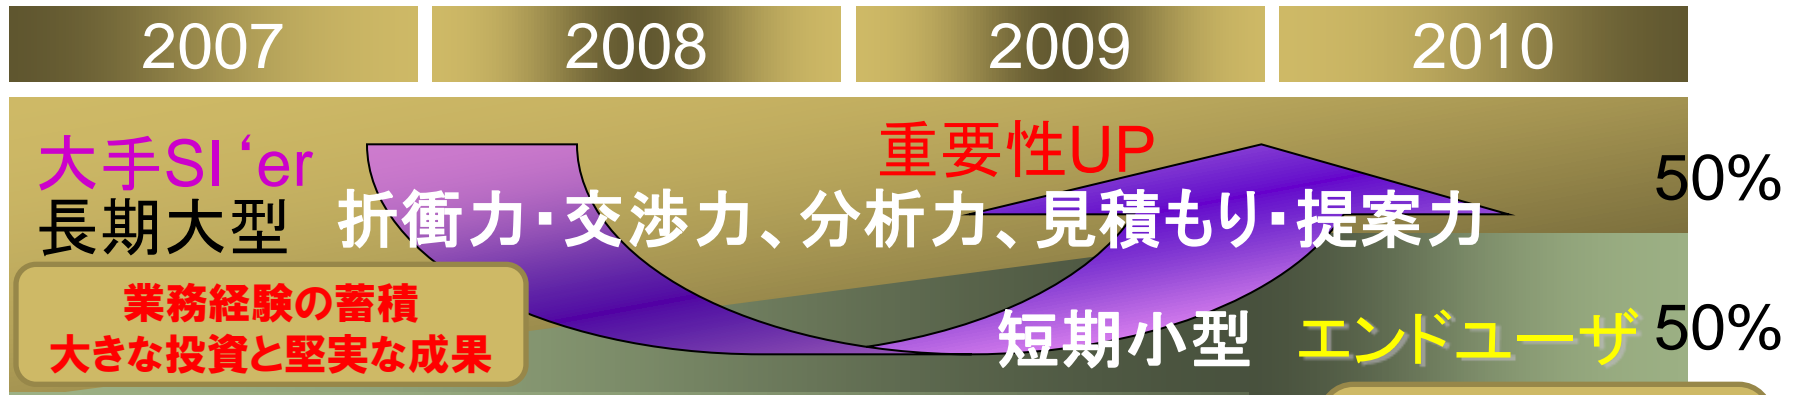 2007 2008 2009 2010
大手SI‘er
重要性UP
50%
長期大型
折衝力・交渉力、分析力、見積もり・提案力
業務経験の蓄積
大きな投資と堅実な成果
短期小型
エンドユーザ
50%